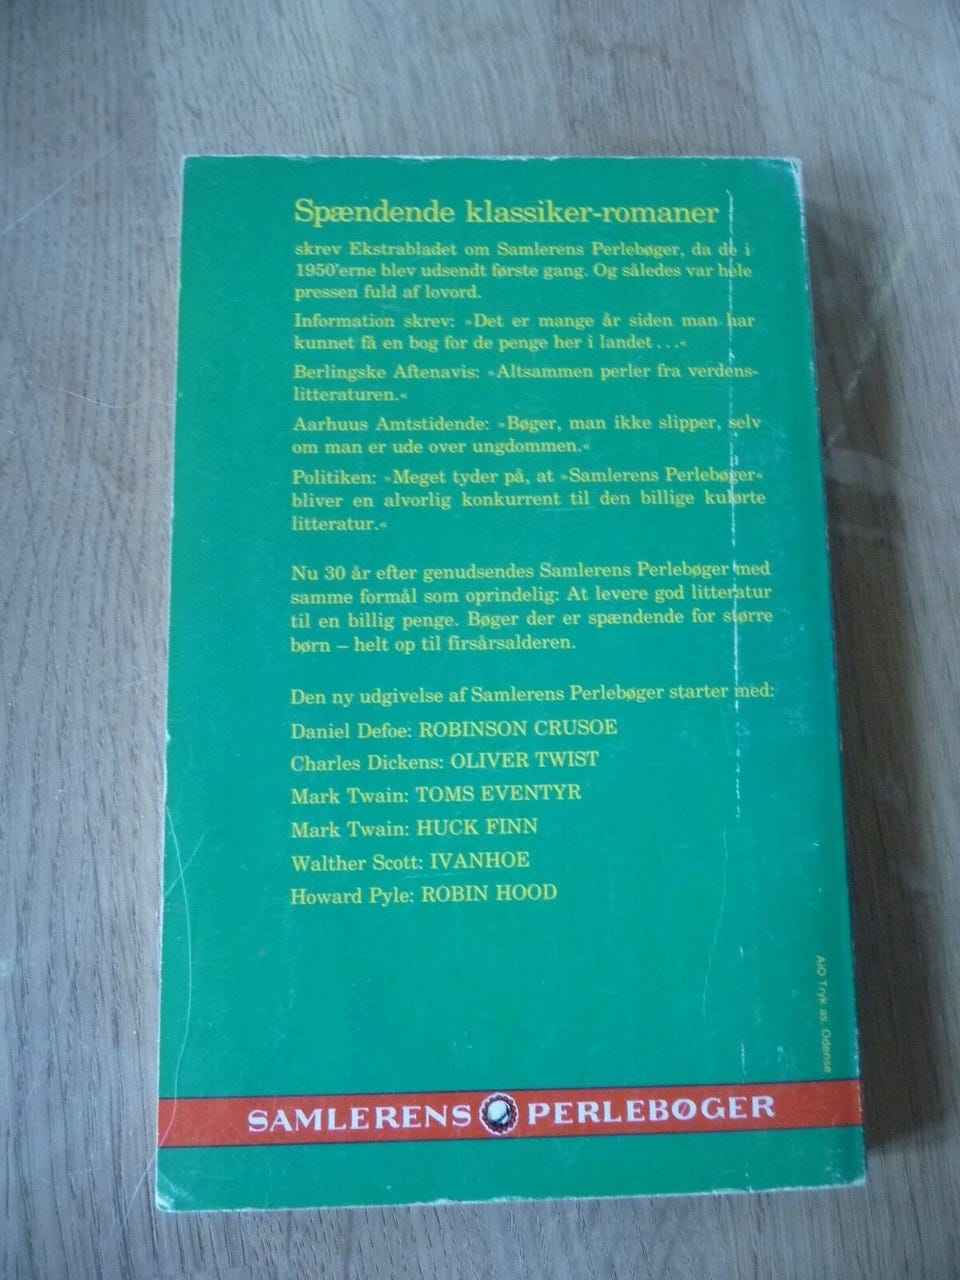 Spændende klassiker-romaner
skrev Ekstrabladet om Samlerens Perlebøger, da de i
1950'erne blev udsendt første gang. Og således var hele
pressen fuld af lovord.
Information skrev: »Det er mange år siden man har
kunnet få en bog for de penge her i landet . . .«
Berlingske Aftenavis: »Altsammen perler fra verdens-
litteraturen.«
Aarhuus Amtstidende: »Bøger, man ikke slipper, selv
om man er ude over ungdommen.«
Politiken: »Meget tyder på, at »Samlerens Perlebøger«
bliver en alvorlig konkurrent til den billige kulørte
litteratur.«
Nu 30 år efter genudsendes Samlerens Perlebøger med
samme formål som oprindelig: At levere god litteratur
til en billig penge. Bøger der er spændende for større
børn – helt op til firsårsalderen.
Den ny udgivelse af Samlerens Perlebøger starter med:
Daniel Defoe: ROBINSON CRUSOE
Charles Dickens: OLIVER TWIST
Mark Twain: TOMS EVENTYR
Mark Twain: HUCK FINN
Walther Scott: IVANHOE
Howard Pyle: ROBIN HOOD
AiO Tryk as, Odense
SAMLERENS PERLEBØGER